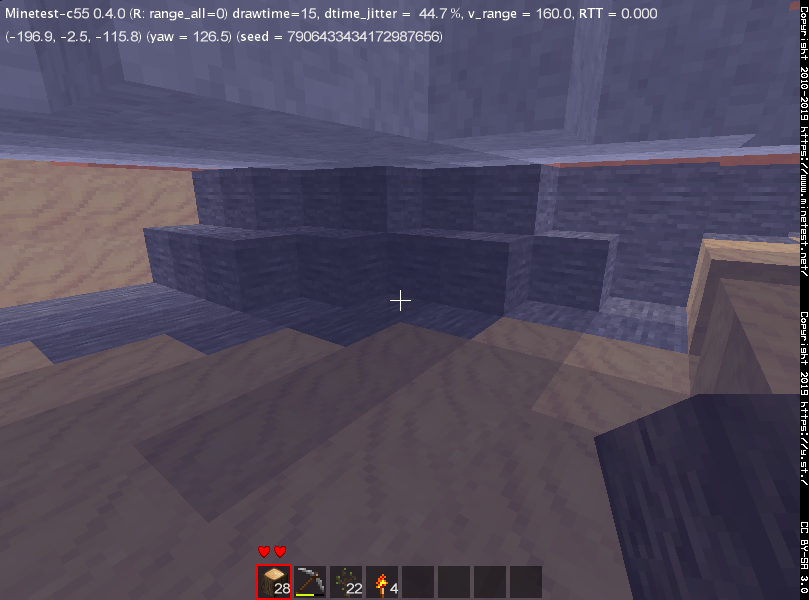 Minetest-c55 0.4.0 (R: range_all=0) drawtime=15, dtime_jitter = 44.7 %, v_range = 160.0, RTT = 0.000
(-196.9, -2.5, -115.8) (yaw = 126.5) (seed = 7906433434172987656)
28
22
4
Copyright 2010-2019 https://www.minetest.net/
Copyright 2019 https://y.st./
CC BY-SA 3.0